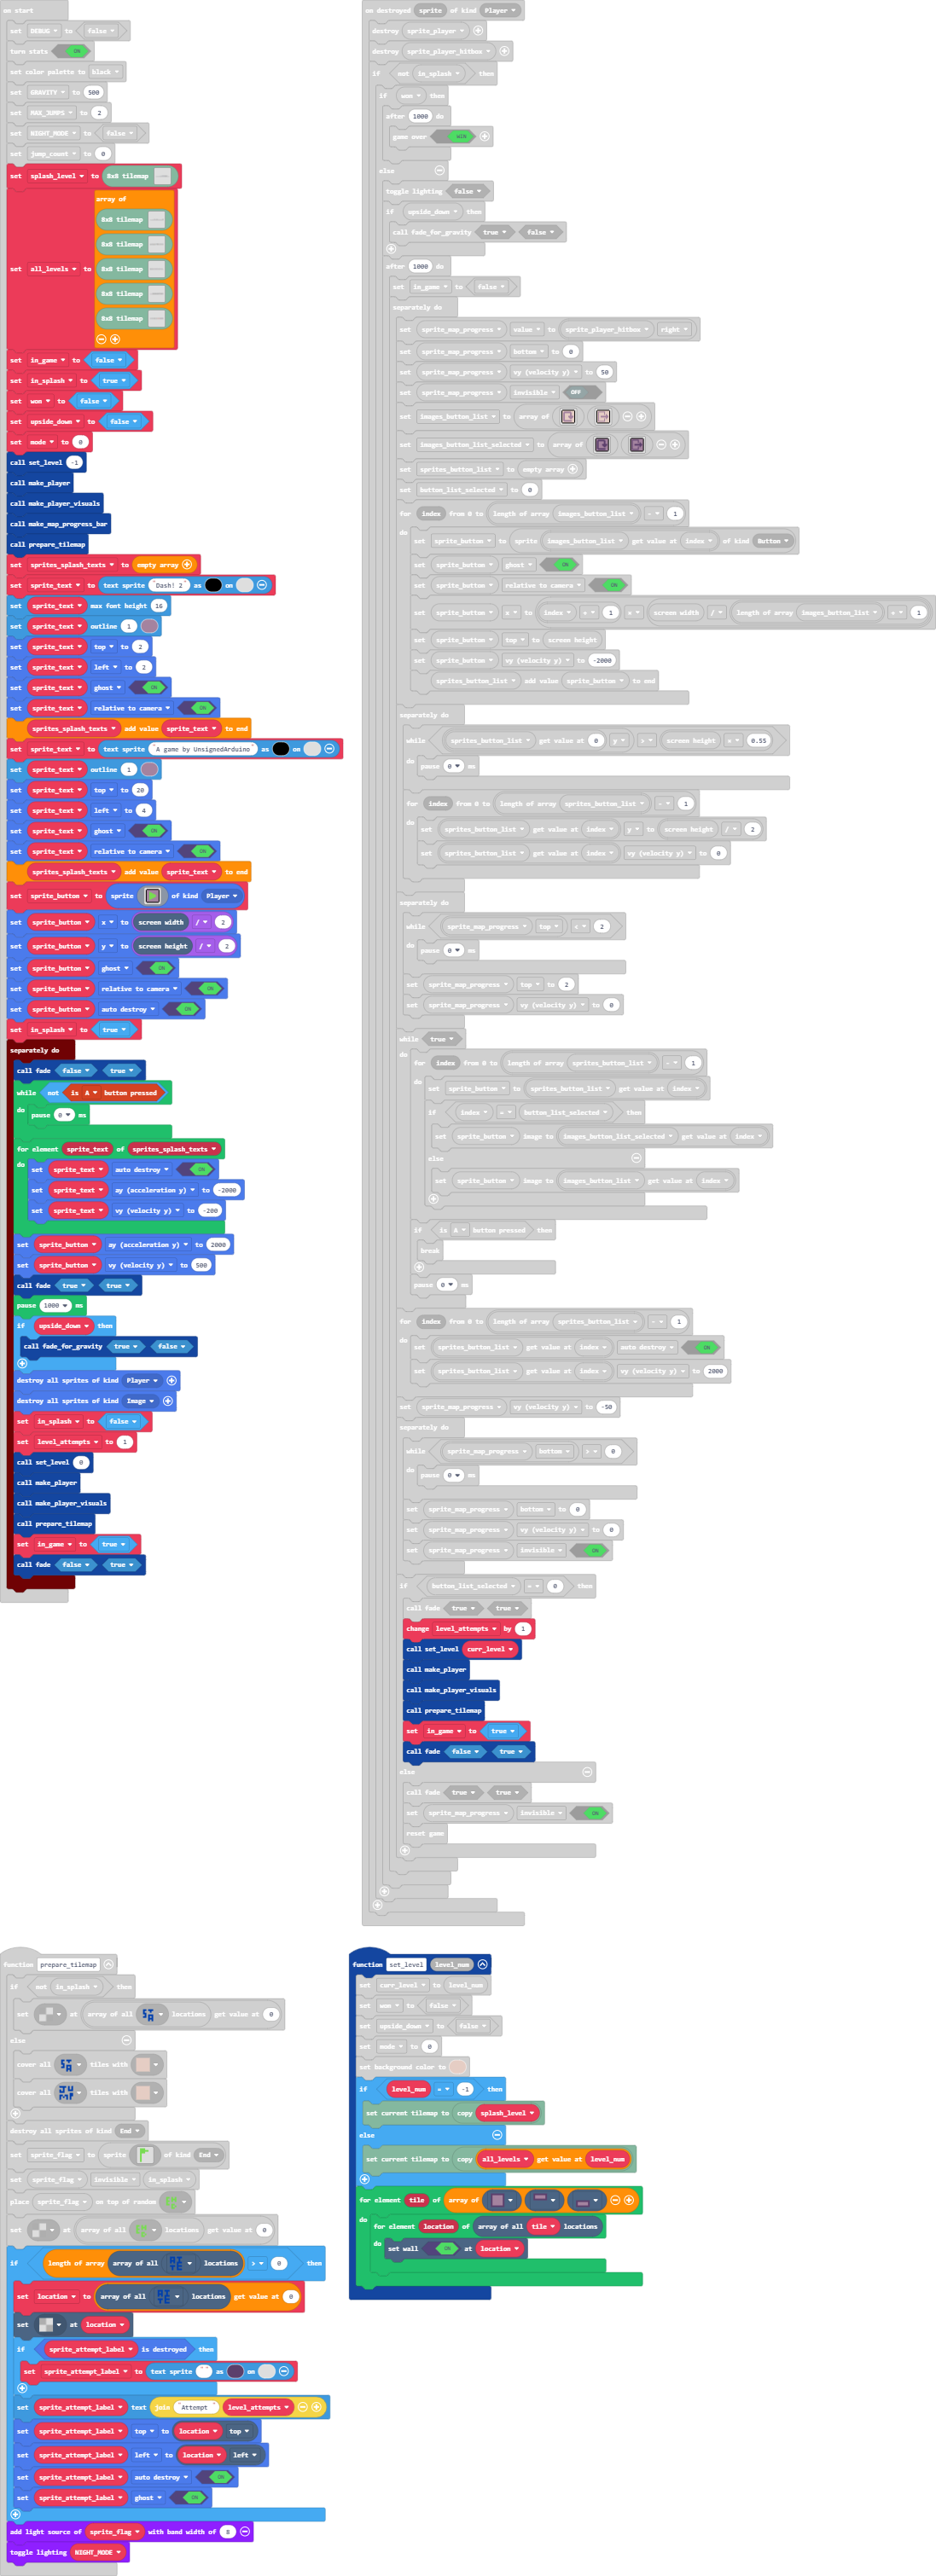 on start
set DEBUG to false
turn stats ON
set color palette to black
set GRAVITY to 500
set MAX_JUMPS to 2
set NIGHT_MODE to false
set jump_count to 0
set splash_level to 8x8 tilemap
array of
8x8 tilemap
8x8 tilemap
set all_levels to 8x8 tilemap
8x8 tilemap
8x8 tilemap
set in_game to false
set in_splash to true
set won to false
set upside_down to false
set mode to 0
call set_level -1
call make_player
call make_player_visuals
call make_map_progress_bar
call prepare_tilemap
set sprites_splash_texts to empty array
set sprite_text to text sprite "Dash! 2" as on
set sprite_text max font height 16
set sprite_text outline 1
set sprite_text top to 2
set sprite_text left to 2
set sprite_text ghost ON
set sprite_text relative to camera ON
sprites_splash_texts add value sprite_text to end
set sprite_text to text sprite "A game by UnsignedArduino" as on
set sprite_text outline 1
set sprite_text top to 20
set sprite_text left to 4
set sprite_text ghost ON
set sprite_text relative to camera ON
sprites_splash_texts add value sprite_text to end
set sprite_button to sprite of kind Player
set sprite_button x to screen width / 2
set sprite_button y to screen height / 2
set sprite_button ghost ON
set sprite_button relative to camera ON
set sprite_button auto destroy ON
set in_splash to true
separately do
call fade false true
while not is A button pressed
do pause 0 ms
for element sprite_text of sprites_splash_texts
do set sprite_text auto destroy ON
set sprite_text ay (acceleration y) to -2000
set sprite_text vy (velocity y) to -200
set sprite_button ay (acceleration y) to 2000
set sprite_button vy (velocity y) to 500
call fade true true
pause 1000 ms
if upside_down then
call fade_for_gravity true false
destroy all sprites of kind Player
destroy all sprites of kind Image
set in_splash to false
set level_attempts to 1
call set_level 0
call make_player
call make_player_visuals
call prepare_tilemap
set in_game to true
call fade false true
on destroyed sprite of kind Player
destroy sprite_player
destroy sprite_player_hitbox
if not in_splash then
if won then
after 1000 do
game over WIN
else
toggle lighting false
if upside_down then
call fade_for_gravity true false
after 1000 do
set in_game to false
separately do
set sprite_map_progress value to sprite_player_hitbox right
set sprite_map_progress bottom to 0
set sprite_map_progress vy (velocity y) to 50
set sprite_map_progress invisible OFF
set images_button_list to array of
set images_button_list_selected to array of
set sprites_button_list to empty array
set button_list_selected to 0
for index from 0 to length of array images_button_list - 1
do set sprite_button to sprite images_button_list get value at index of kind Button
set sprite_button ghost ON
set sprite_button relative to camera ON
set sprite_button x to index + 1 × screen width / length of array images_button_list + 1
set sprite_button top to screen height
set sprite_button vy (velocity y) to -2000
sprites_button_list add value sprite_button to end
separately do
while sprites_button_list get value at 0 y > screen height × 0.55
do pause 0 ms
for index from 0 to length of array sprites_button_list - 1
do set sprites_button_list get value at index y to screen height / 2
set sprites_button_list get value at index vy (velocity y) to 0
separately do
while sprite_map_progress top < 2
do pause 0 ms
set sprite_map_progress top to 2
set sprite_map_progress vy (velocity y) to 0
while true
do for index from 0 to length of array sprites_button_list - 1
do set sprite_button to sprites_button_list get value at index
if index = button_list_selected then
set sprite_button image to images_button_list_selected get value at index
else
set sprite_button image to images_button_list get value at index
if is A button pressed then
break
pause 0 ms
for index from 0 to length of array sprites_button_list - 1
do set sprites_button_list get value at index auto destroy ON
set sprites_button_list get value at index vy (velocity y) to 2000
set sprite_map_progress vy (velocity y) to -50
separately do
while sprite_map_progress bottom > 0
do pause 0 ms
set sprite_map_progress bottom to 0
set sprite_map_progress vy (velocity y) to 0
set sprite_map_progress invisible ON
if button_list_selected = 0 then
call fade true true
change level_attempts by 1
call set_level curr_level
call make_player
call make_player_visuals
call prepare_tilemap
set in_game to true
call fade false true
else
call fade true true
set sprite_map_progress invisible ON
reset game
function prepare_tilemap
if not in_splash then
set at array of all locations get value at 0
else
cover all tiles with
cover all tiles with
destroy all sprites of kind End
set sprite_flag to sprite of kind End
set sprite_flag invisible in_splash
place sprite_flag on top of random
set at array of all locations get value at 0
if length of array array of all locations > 0 then
set location to array of all locations get value at 0
set at location
if sprite_attempt_label is destroyed then
set sprite_attempt_label to text sprite " " as on
set sprite_attempt_label text join "Attempt " level_attempts
set sprite_attempt_label top to location top
set sprite_attempt_label left to location left
set sprite_attempt_label auto destroy ON
set sprite_attempt_label ghost ON
add light source of sprite_flag with band width of 8
toggle lighting NIGHT_MODE
function set_level level_num
set curr_level to level_num
set won to false
set upside_down to false
set mode to 0
set background color to
if level_num = -1 then
set current tilemap to copy splash_level
else
set current tilemap to copy all_levels get value at level_num
for element tile of array of
do for element location of array of all tile locations
do set wall ON at location